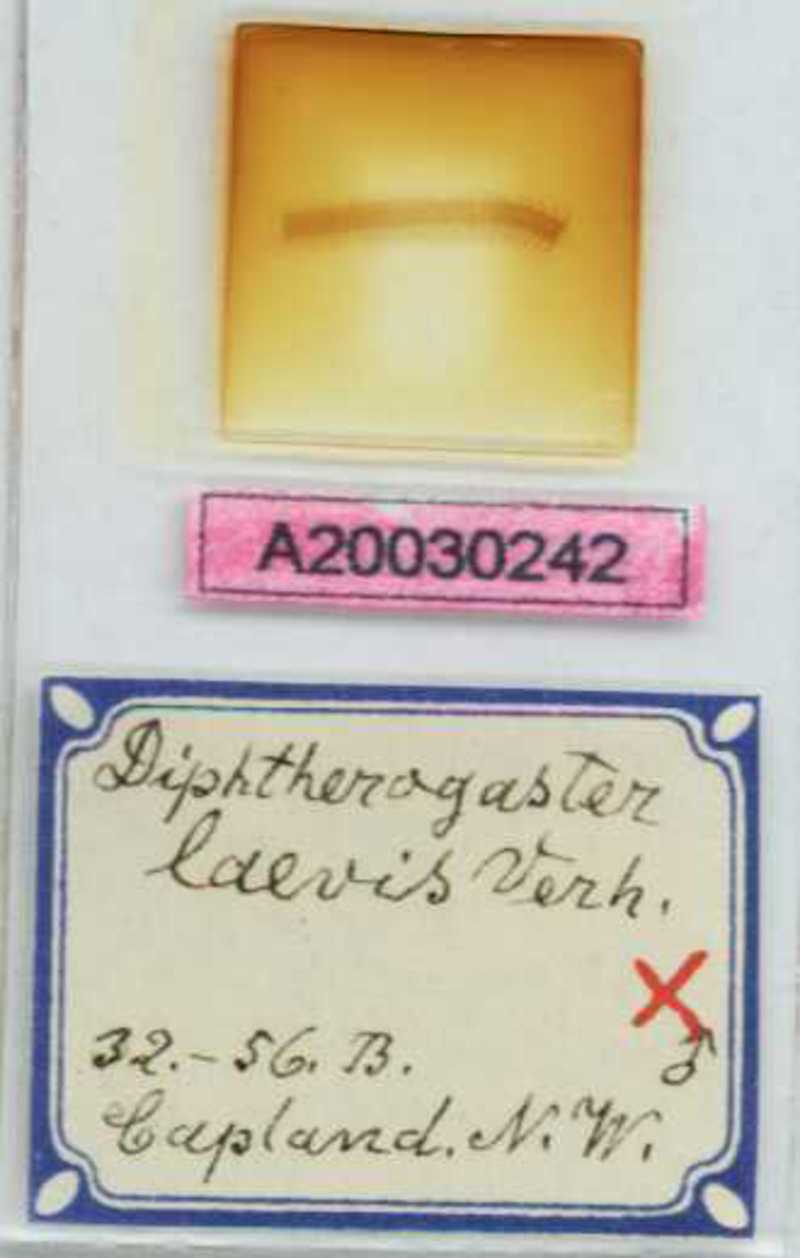 A20030242
Diphtherogaster
laevis Verh.
♂
32.-56. B.
Capland. N. W.